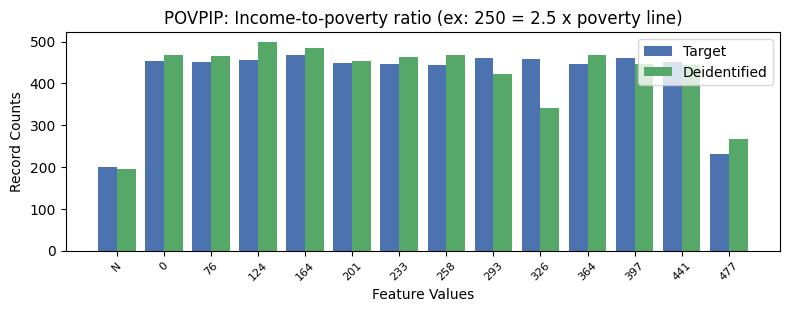 POVPIP: Income-to-poverty ratio (ex: 250 = 2.5 x poverty line)
Target
Deidentified
Record Counts
500
400
300
200
100
0
N 0 76 124 164 201 233 258 293 326 364 397 441 477
Feature Values